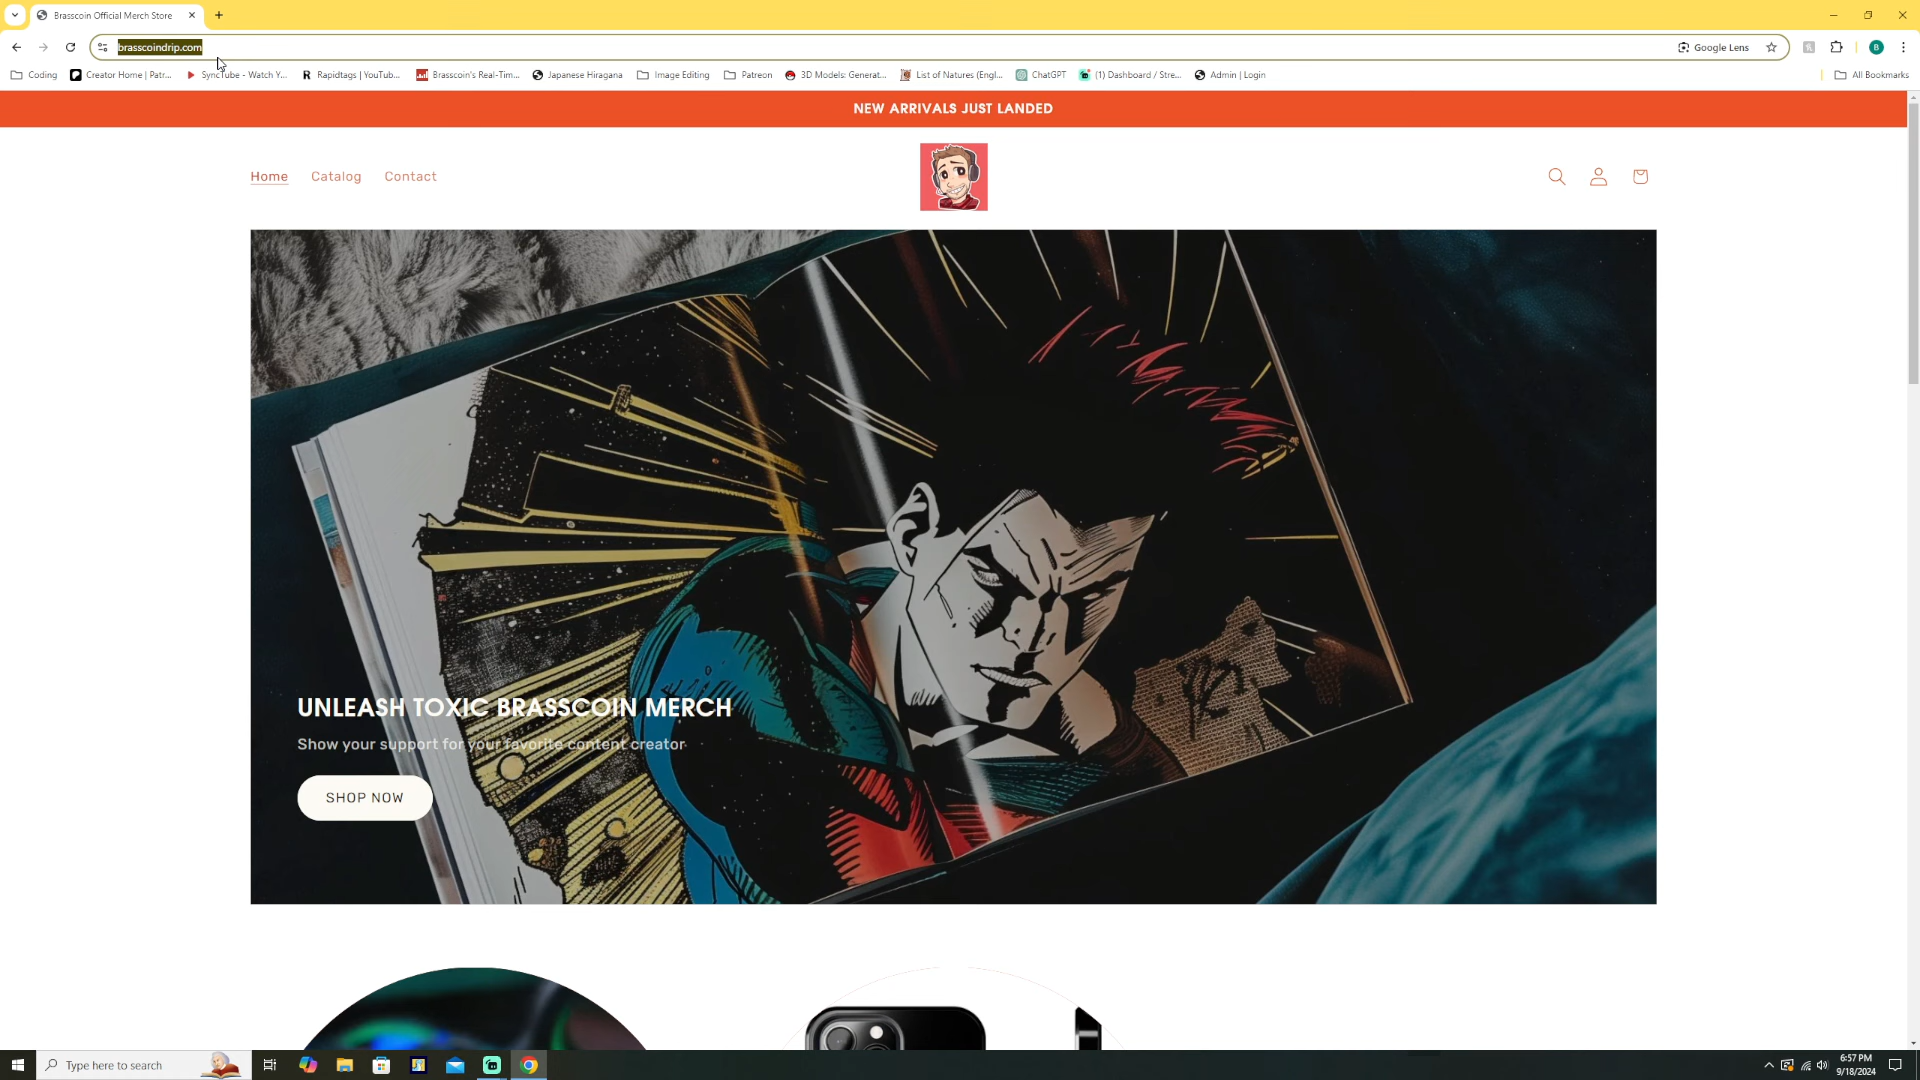 Brasscoin Official Merch Store
brasscoindrip.com
Google Lens
B
Coding
Creator Home | Patr...
SyncTube - Watch Y...
Rapidtags | YouTub...
Brasscoin's Real-Tim...
Japanese Hiragana
Image Editing
Patreon
3D Models: Generat...
List of Natures (Engl...
ChatGPT
(1) Dashboard / Stre...
Admin | Login
All Bookmarks
NEW ARRIVALS JUST LANDED
Home
Catalog
Contact
UNLEASH TOXIC BRASSCOIN MERCH
Show your support for your favorite content creator
SHOP NOW
Type here to search
6:57 PM
9/18/2024